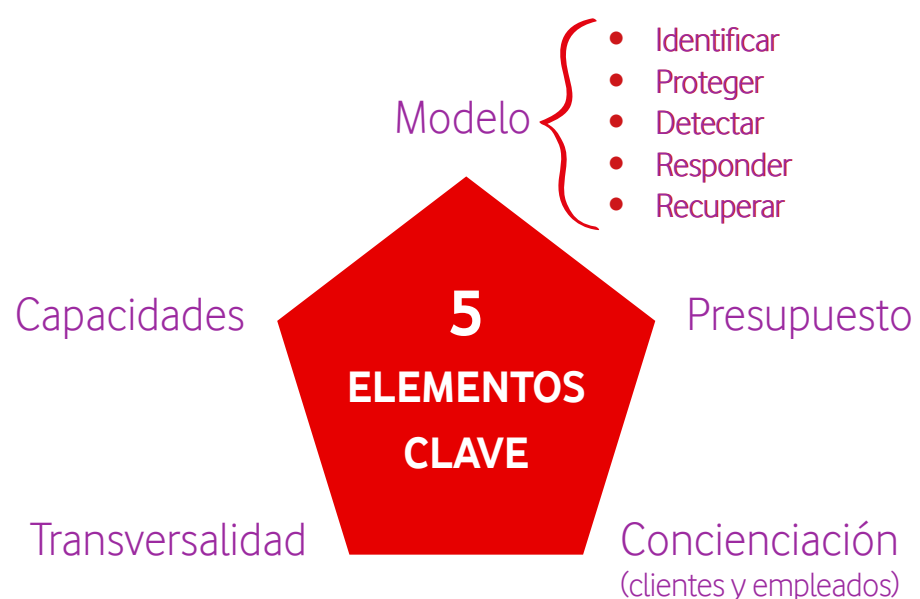 Modelo
• Identificar
• Proteger
• Detectar
• Responder
• Recuperar
Capacidades
5
ELEMENTOS
CLAVE
Presupuesto
Transversalidad
Concienciación
(clientes y empleados)